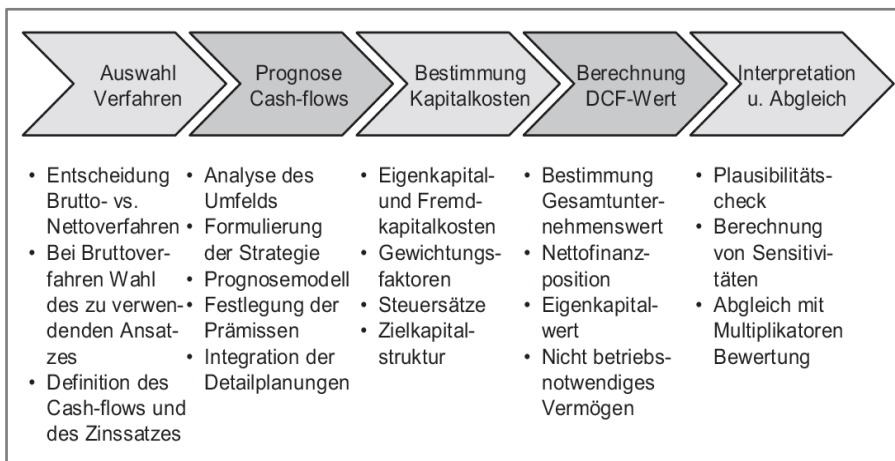 Auswahl
Verfahren
Prognose
Cash-flows
Bestimmung
Kapitalkosten
Berechnung
DCF-Wert
Interpretation
u. Abgleich
• Entscheidung
Brutto- vs.
Nettoverfahren
• Bei Bruttover-
fahren Wahl
des zu verwen-
denden Ansat-
zes
• Definition des
Cash-flows und
des Zinssatzes
• Analyse des
Umfelds
• Formulierung
der Strategie
• Prognosemodell
• Festlegung der
Prämissen
• Integration der
Detailplanungen
• Eigenkapital-
und Fremd-
kapitalkosten
• Gewichtungs-
faktoren
• Steuersätze
• Zielkapital-
struktur
• Bestimmung
Gesamtunter-
nehmenswert
• Nettofinanz-
position
• Eigenkapital-
wert
• Nicht betriebs-
notwendiges
Vermögen
• Plausibilitäts-
check
• Berechnung
von Sensitivi-
täten
• Abgleich mit
Multiplikatoren
Bewertung